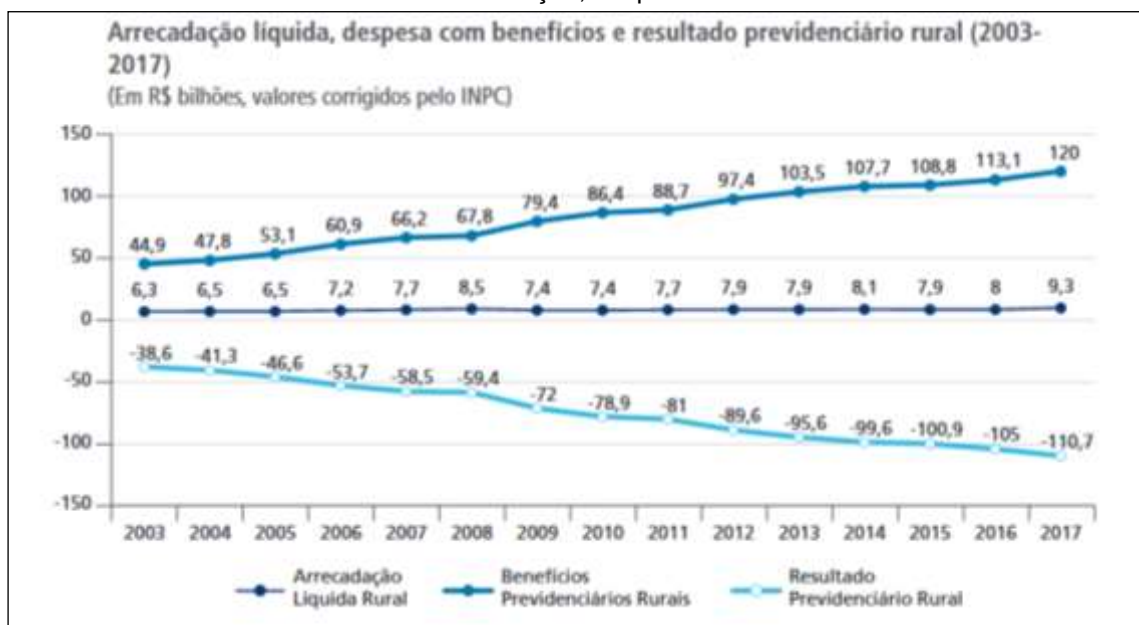 Arrecadação líquida, despesa com benefícios e resultado previdenciário rural (2003-
2017)
(Em R$ bilhões, valores corrigidos pelo INPC)
150
100
50
0
-50
-100
-150
44,9 47,8 53,1 60,9 66,2 67,8 79,4 86,4 88,7 97,4 103,5 107,7 108,8 113,1 120
6,3 6,5 6,5 7,2 7,7 8,5 7,4 7,4 7,7 7,9 7,9 8,1 7,9 8 9,3
-38,6 -41,3 -46,6 -53,7 -58,5 -59,4 -72 -78,9 -81 -89,6 -95,6 -99,6 -100,9 -105 -110,7
2003 2004 2005 2006 2007 2008 2009 2010 2011 2012 2013 2014 2015 2016 2017
Arrecadação
Líquida Rural
Benefícios
Previdenciários Rurais
Resultado
Previdenciário Rural